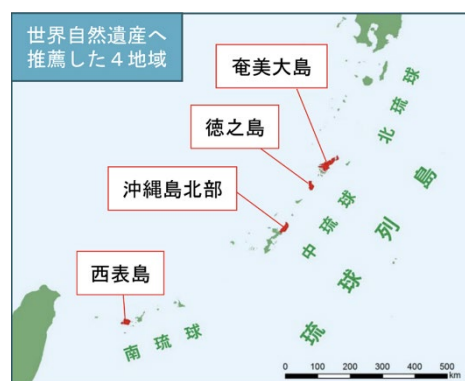 世界自然遺産へ
推薦した4地域
奄美大島
徳之島
沖縄島北部
西表島
北琉球
中琉球
南琉球
琉球列島
0 100 200 300 400 500
km